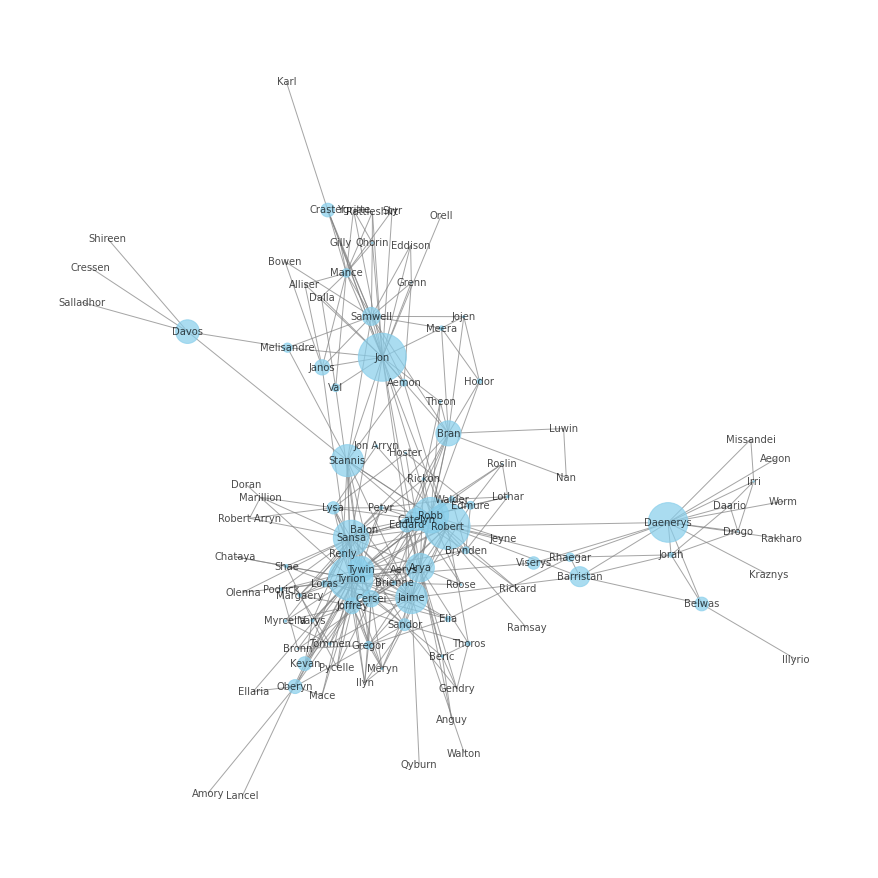 Karl
Craster
Ygritte
Rattleshirt
Styr
Orell
Shireen
Gilly
Qhorin
Eddison
Cressen
Bowen
Mance
Alliser
Grenn
Dalla
Salladhor
Samwell
Jojen
Meera
Davos
Melisandre
Jon
Janos
Aemon
Hodor
Val
Theon
Luwin
Bran
Missandei
Jon Arryn
Hoster
Stannis
Aegon
Roslin
Rickon
Nan
Irri
Doran
Marillion
Walder
Lothar
Worm
Lysa
Petyr
Edmure
Daario
Robert Arryn
Robb
Catelyn
Eddard
Robert
Daenerys
Balon
Drogo
Sansa
Jeyne
Rakharo
Renly
Brynden
Chataya
Rhaegar
Jorah
Shae
Viserys
Tywin
Aerys
Arya
Kraznys
Tyrion
Barristan
Loras
Brienne
Roose
Olenna
Podrick
Margaery
Rickard
Cersei
Jaime
Joffrey
Belwas
Myrcella
Varys
Elia
Sandor
Ramsay
Tommen
Gregor
Thoros
Bronn
Beric
Illyrio
Kevan
Pycelle
Meryn
Ilyn
Oberyn
Gendry
Ellaria
Mace
Anguy
Walton
Qyburn
Amory
Lancel